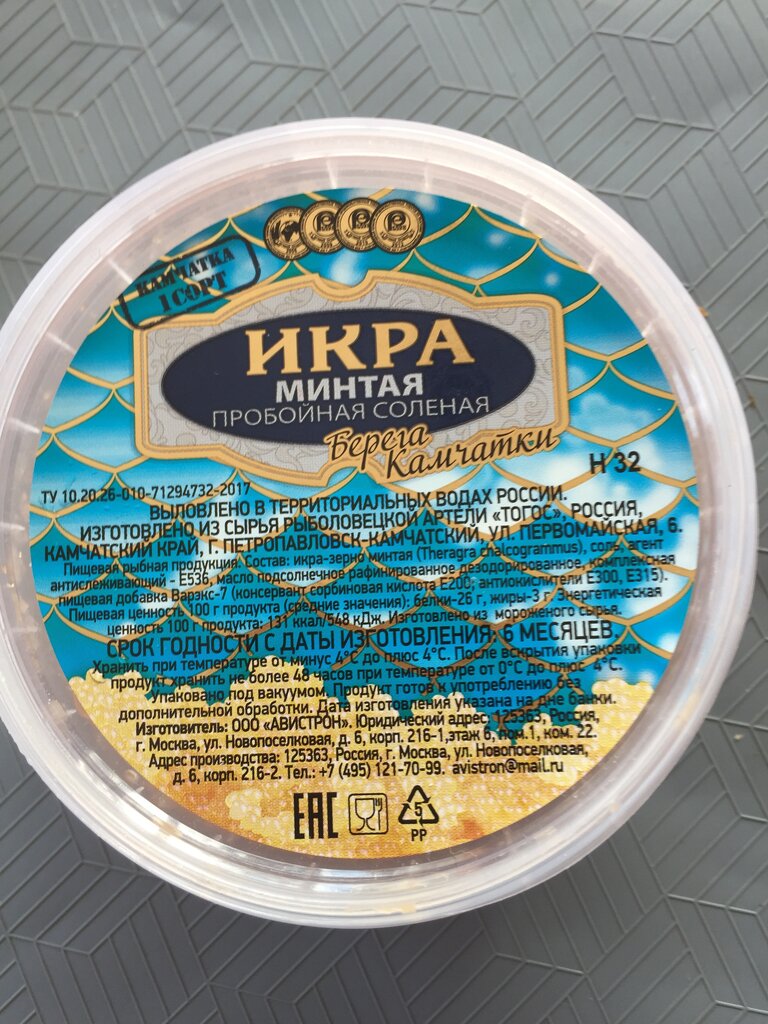 КАМЧАТКА
1 СОРТ
ИКРА
МИНТАЯ
ПРОБОЙНАЯ СОЛЕНАЯ
Берега
Камчатки
Н 32
ТУ 10.20.26-010-71294732-2017
ВЫЛОВЛЕНО В ТЕРРИТОРИАЛЬНЫХ ВОДАХ РОССИИ.
ИЗГОТОВЛЕНО ИЗ СЫРЬЯ РЫБОЛОВЕЦКОЙ АРТЕЛИ «ТОГОС», РОССИЯ,
КАМЧАТСКИЙ КРАЙ, Г. ПЕТРОПАВЛОВСК-КАМЧАТСКИЙ, УЛ. ПЕРВОМАЙСКАЯ, 6.
Пищевая рыбная продукция. Состав: икра-зерно минтая (Theragra chalcogrammus), соль, агент
антислеживающий - Е536, масло подсолнечное рафинированное дезодорированное, комплексная
пищевая добавка Варэкс-7 (консервант сорбиновая кислота Е200; антиокислители Е300, Е315).
Пищевая ценность 100 г продукта (средние значения): белки-26 г, жиры-3 г. Энергетическая
ценность 100 г продукта: 131 ккал/548 кДж. Изготовлено из мороженого сырья.
СРОК ГОДНОСТИ С ДАТЫ ИЗГОТОВЛЕНИЯ: 6 МЕСЯЦЕВ.
Хранить при температуре от минус 4°С до плюс 4°С. После вскрытия упаковки
продукт хранить не более 48 часов при температуре от 0°С до плюс 4°С.
Упаковано под вакуумом. Продукт готов к употреблению без
дополнительной обработки. Дата изготовления указана на дне банки.
Изготовитель: ООО «АВИСТРОН». Юридический адрес: 125363, Россия,
г. Москва, ул. Новопоселковая, д. 6, корп. 216-1, этаж 6, пом.1, ком. 22.
Адрес производства: 125363, Россия, г. Москва, ул. Новопоселковая,
д. 6, корп. 216-2. Тел.: +7 (495) 121-70-99. avistron@mail.ru
ЕАС
5
PP